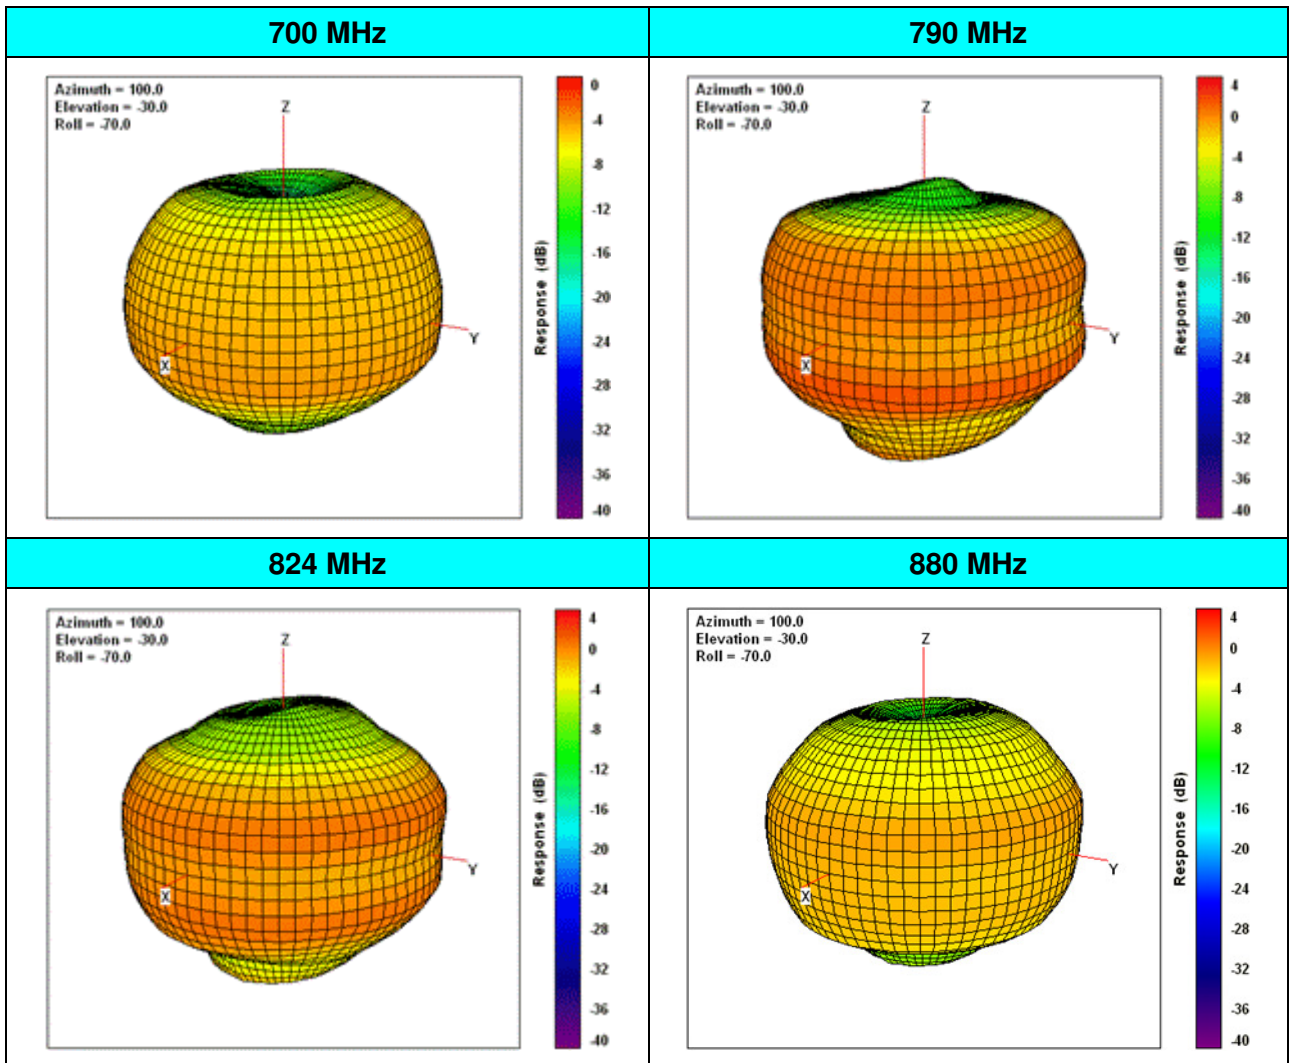 700 MHz
790 MHz
Azimuth = 100.0
Elevation = -30.0
Roll = -70.0
Z
Y
X
Response (dB)
0
-4
-8
-12
-16
-20
-24
-28
-32
-36
-40
Azimuth = 100.0
Elevation = -30.0
Roll = -70.0
Z
Y
X
Response (dB)
4
0
-4
-8
-12
-16
-20
-24
-28
-32
-36
-40
824 MHz
880 MHz
Azimuth = 100.0
Elevation = -30.0
Roll = -70.0
Z
Y
X
Response (dB)
4
0
-4
-8
-12
-16
-20
-24
-28
-32
-36
-40
Azimuth = 100.0
Elevation = -30.0
Roll = -70.0
Z
Y
X
Response (dB)
4
0
-4
-8
-12
-16
-20
-24
-28
-32
-36
-40